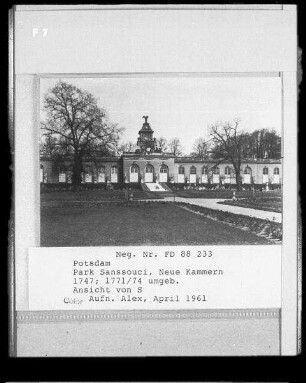 P 7
Neg. Nr. FD 88 233
Potsdam
Park Sanssouci. Neue Kammern
1747; 1771/74 umgeb.
Ansicht von S
Color Aufn. Alex, April 1961